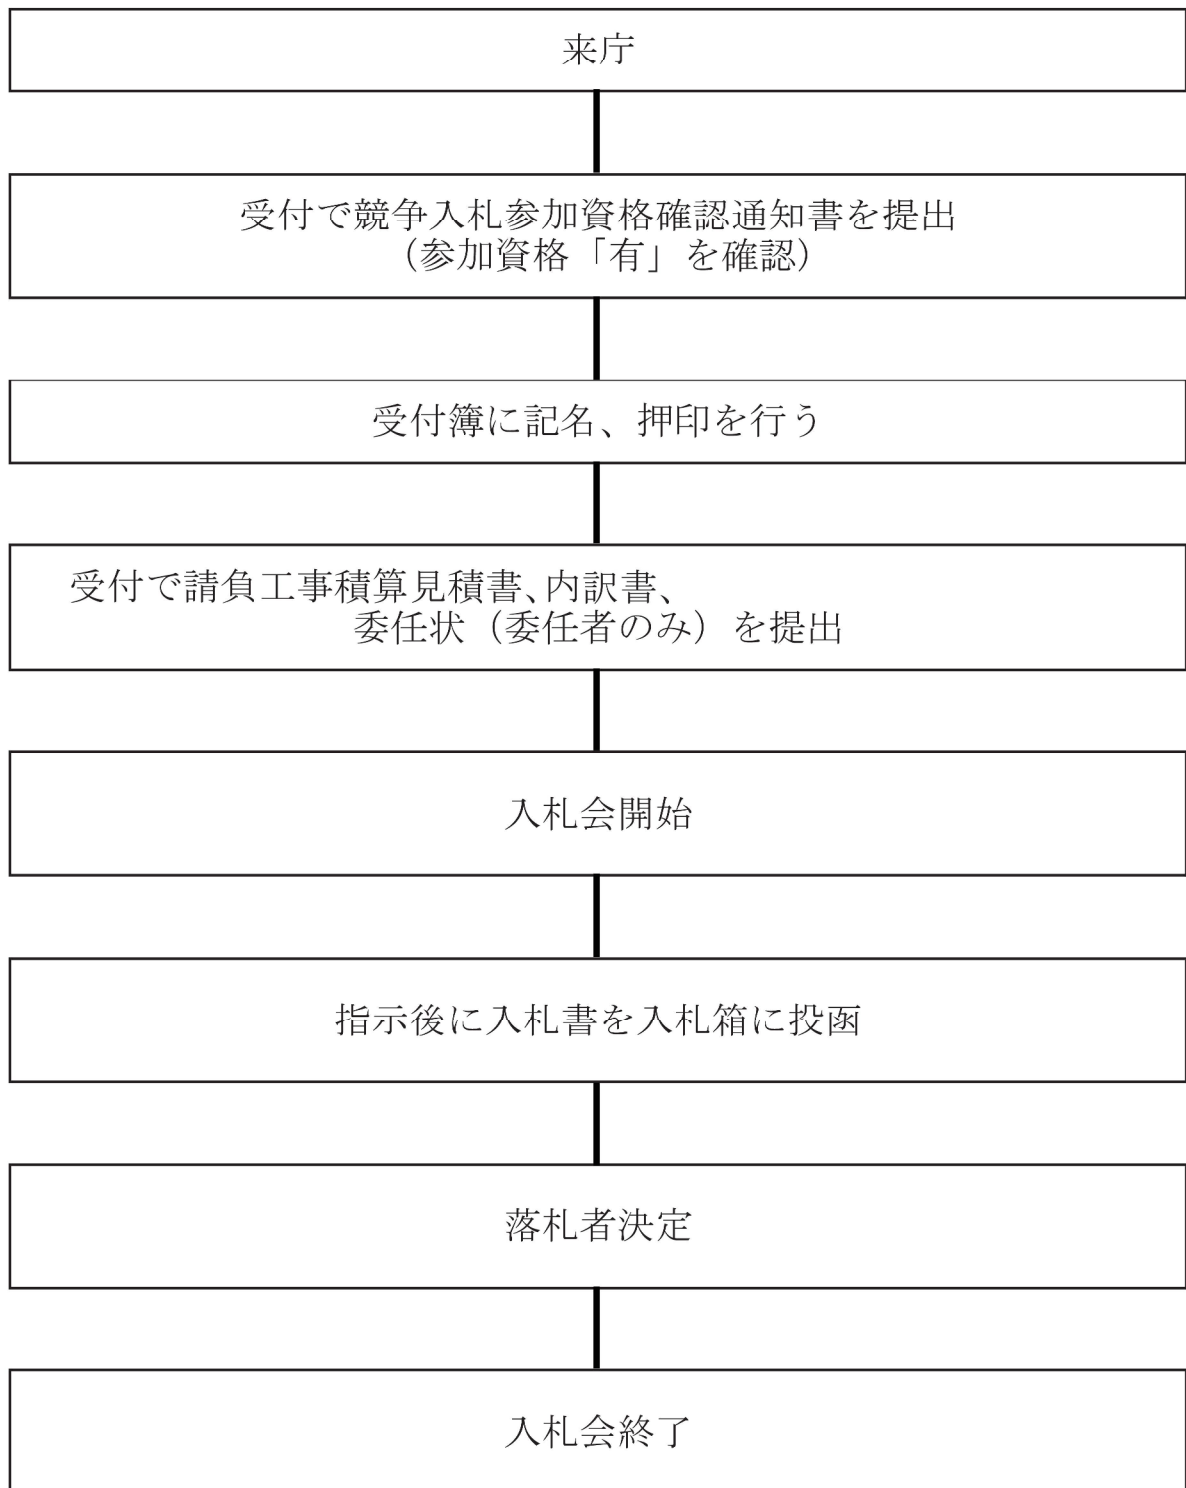 来庁
受付で競争入札参加資格確認通知書を提出
（参加資格「有」を確認）
受付簿に記名、押印を行う
受付で請負工事積算見積書、内訳書、
委任状（委任者のみ）を提出
入札会開始
指示後に入札書を入札箱に投函
落札者決定
入札会終了